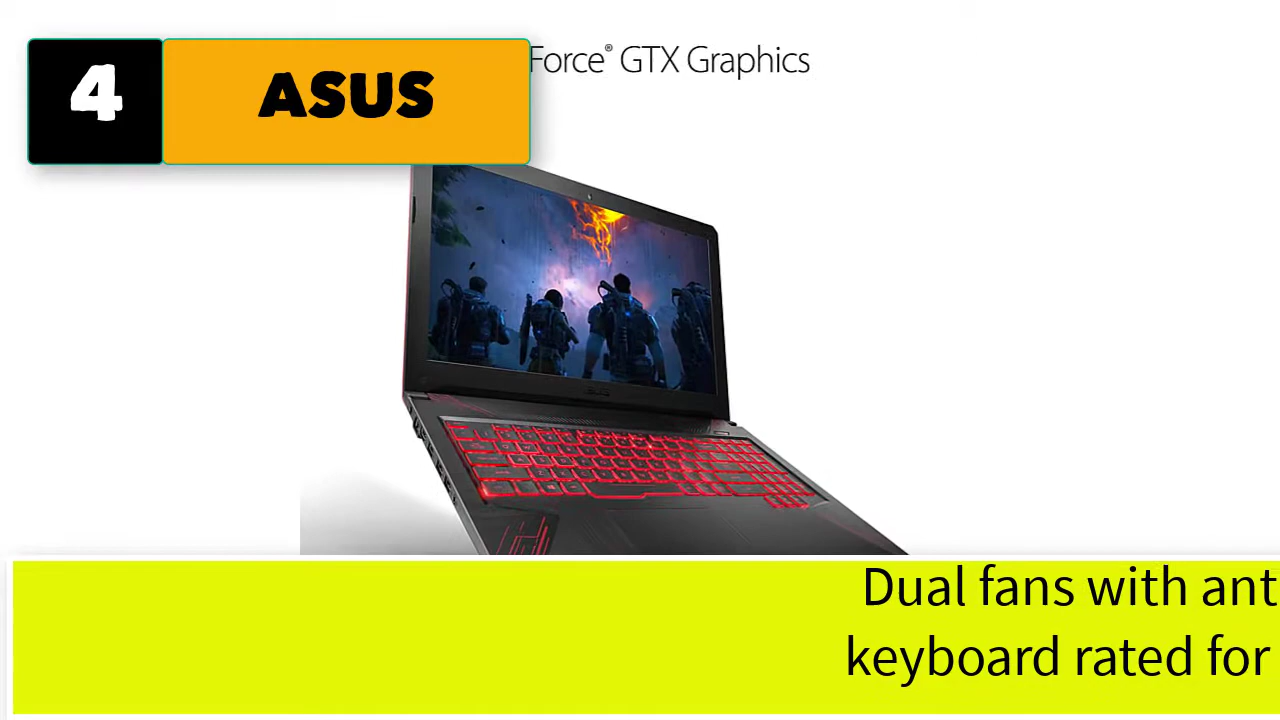 4
ASUS
Force® GTX Graphics
Dual fans with ant
keyboard rated for